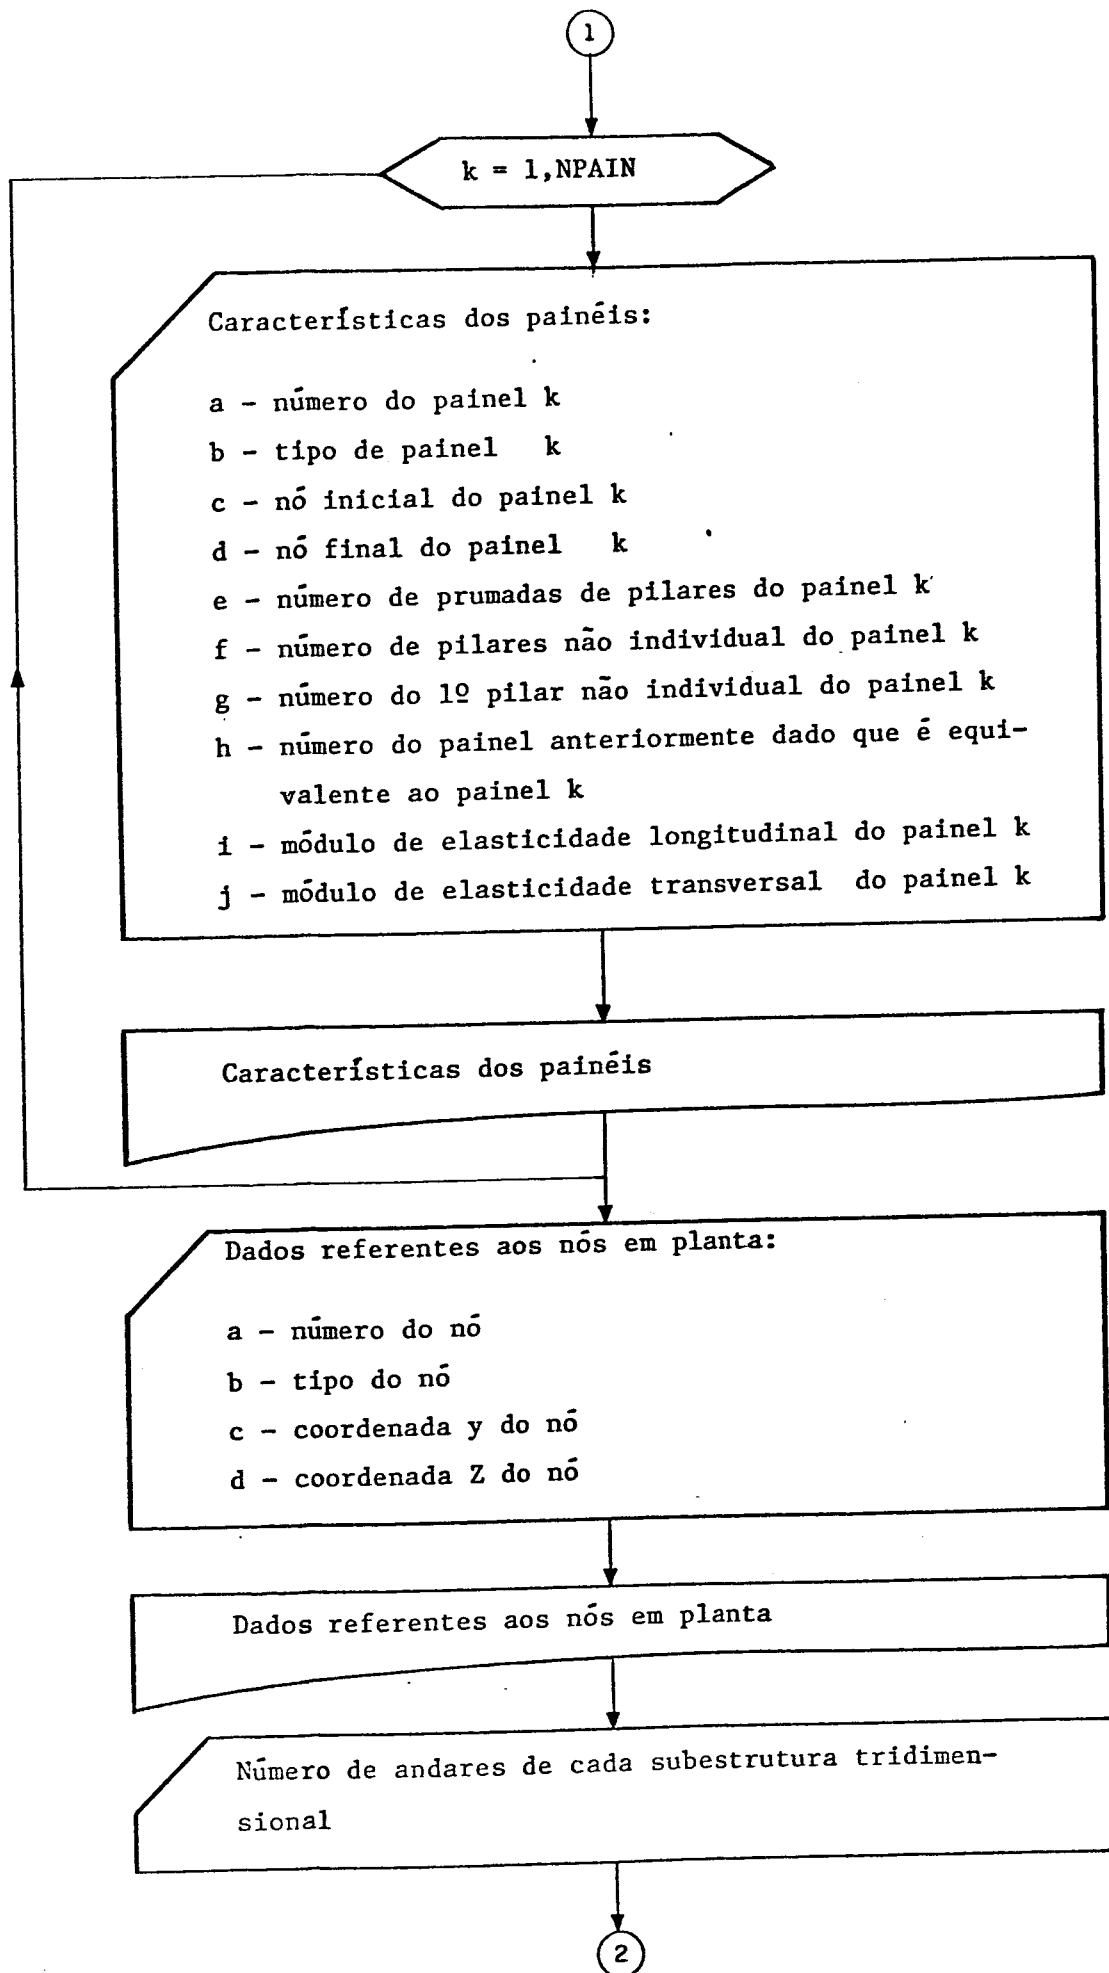 1
k = 1,NPAIN
Características dos painéis:
a - número do painel k
b - tipo de painel k
c - nó inicial do painel k
d - nó final do painel k
e - número de prumadas de pilares do painel k
f - número de pilares não individual do painel k
g - número do 1º pilar não individual do painel k
h - número do painel anteriormente dado que é equi-
valente ao painel k
i - módulo de elasticidade longitudinal do painel k
j - módulo de elasticidade transversal do painel k
Características dos painéis
Dados referentes aos nós em planta:
a - número do nó
b - tipo do nó
c - coordenada y do nó
d - coordenada Z do nó
Dados referentes aos nós em planta
Número de andares de cada subestrutura tridimen-
sional
2